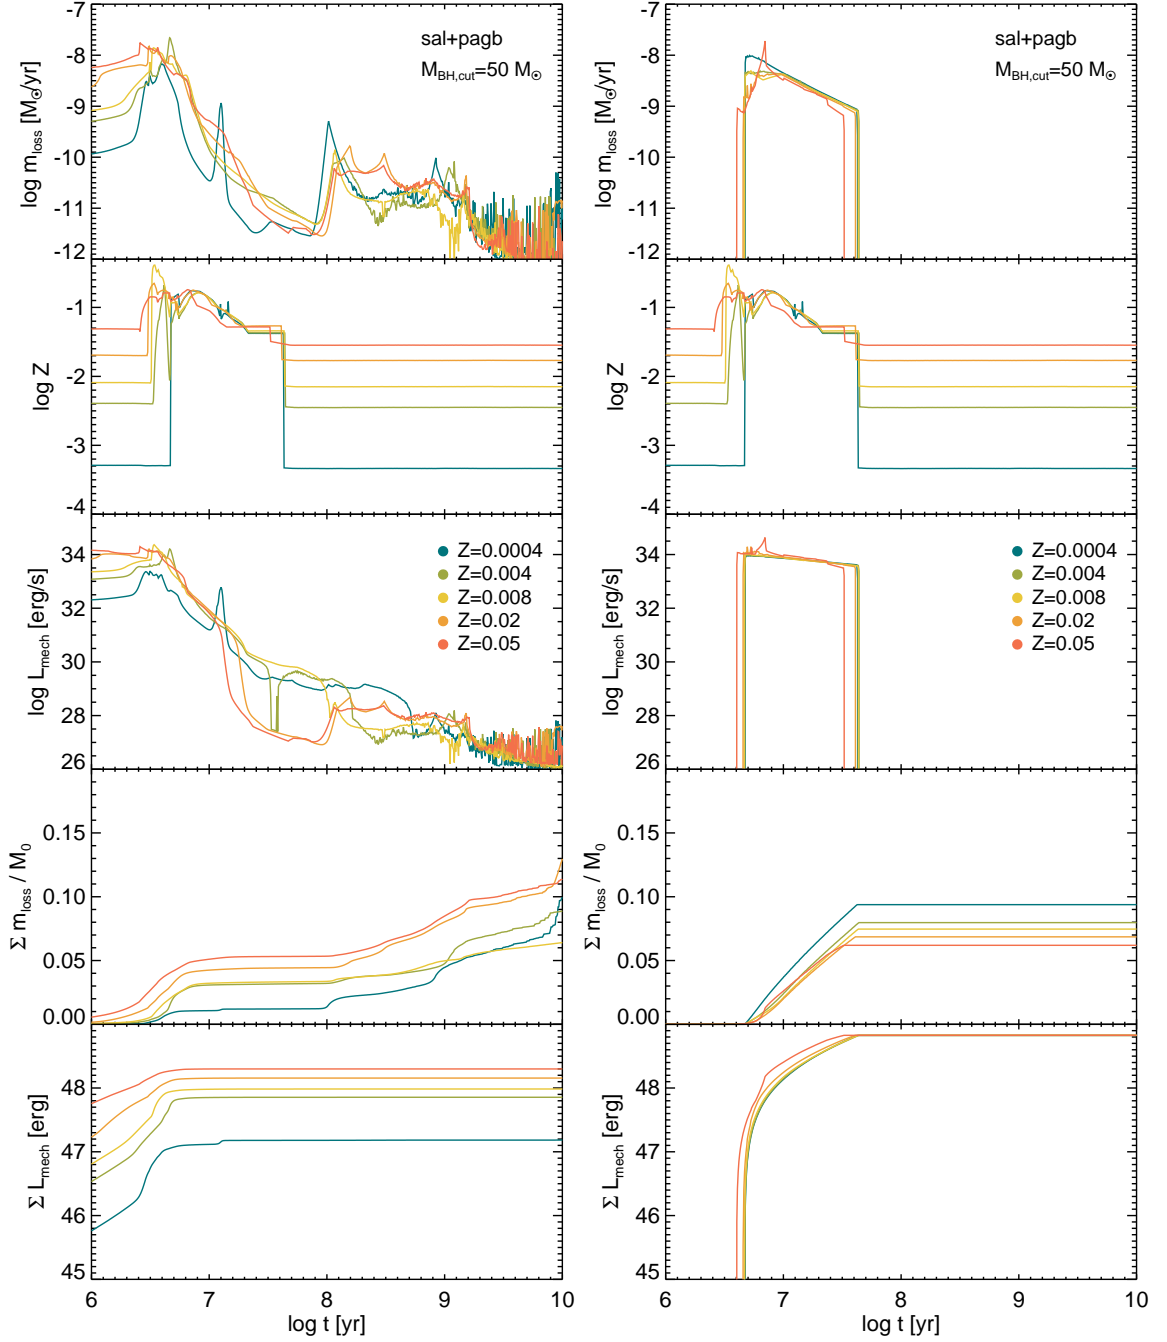 -7
-8
-9
-10
-11
-12
log m_loss [M_⊙/yr]
sal+pagb
M_BH,cut=50 M_⊙
-1
-2
-3
-4
log Z
34
32
30
28
26
log L_mech [erg/s]
Z=0.0004
Z=0.004
Z=0.008
Z=0.02
Z=0.05
0.15
0.10
0.05
0.00
Σ m_loss / M_0
48
47
46
45
Σ L_mech [erg]
6 7 8 9 10
log t [yr]
-7
-8
-9
-10
-11
-12
log m_loss [M_⊙/yr]
sal+pagb
M_BH,cut=50 M_⊙
-1
-2
-3
-4
log Z
34
32
30
28
26
log L_mech [erg/s]
Z=0.0004
Z=0.004
Z=0.008
Z=0.02
Z=0.05
0.15
0.10
0.05
0.00
Σ m_loss / M_0
48
47
46
45
Σ L_mech [erg]
6 7 8 9 10
log t [yr]